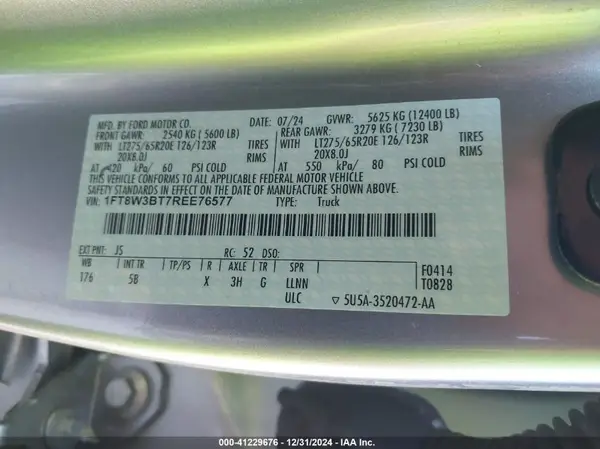 MFD. BY FORD MOTOR CO. DATE: 07/24 GVWR: 5625 KG (12400 LB)
FRONT GAWR: 2540 KG (5600 LB) REAR GAWR: 3279 KG (7230 LB)
WITH LT275/65R20E 126/123R TIRES WITH LT275/65R20E 126/123R TIRES
20X8.0J RIMS 20X8.0J RIMS
AT 420 kPa/ 60 PSI COLD AT 550 kPa/ 80 PSI COLD
THIS VEHICLE CONFORMS TO ALL APPLICABLE FEDERAL MOTOR VEHICLE
SAFETY STANDARDS IN EFFECT ON THE DATE OF MANUFACTURE SHOWN ABOVE.
VIN: 1FT8W3BT7REE76577 TYPE: Truck
EXT PNT: JS RC: 52 DSO:
WB INT TR TP/PS R AXLE TR SPR F0414
176 5B X 3H G LLNN T0828
ULC ▽ 5U5A-3520472-AA
000-41229676 - 12/31/2024 - IAA Inc.